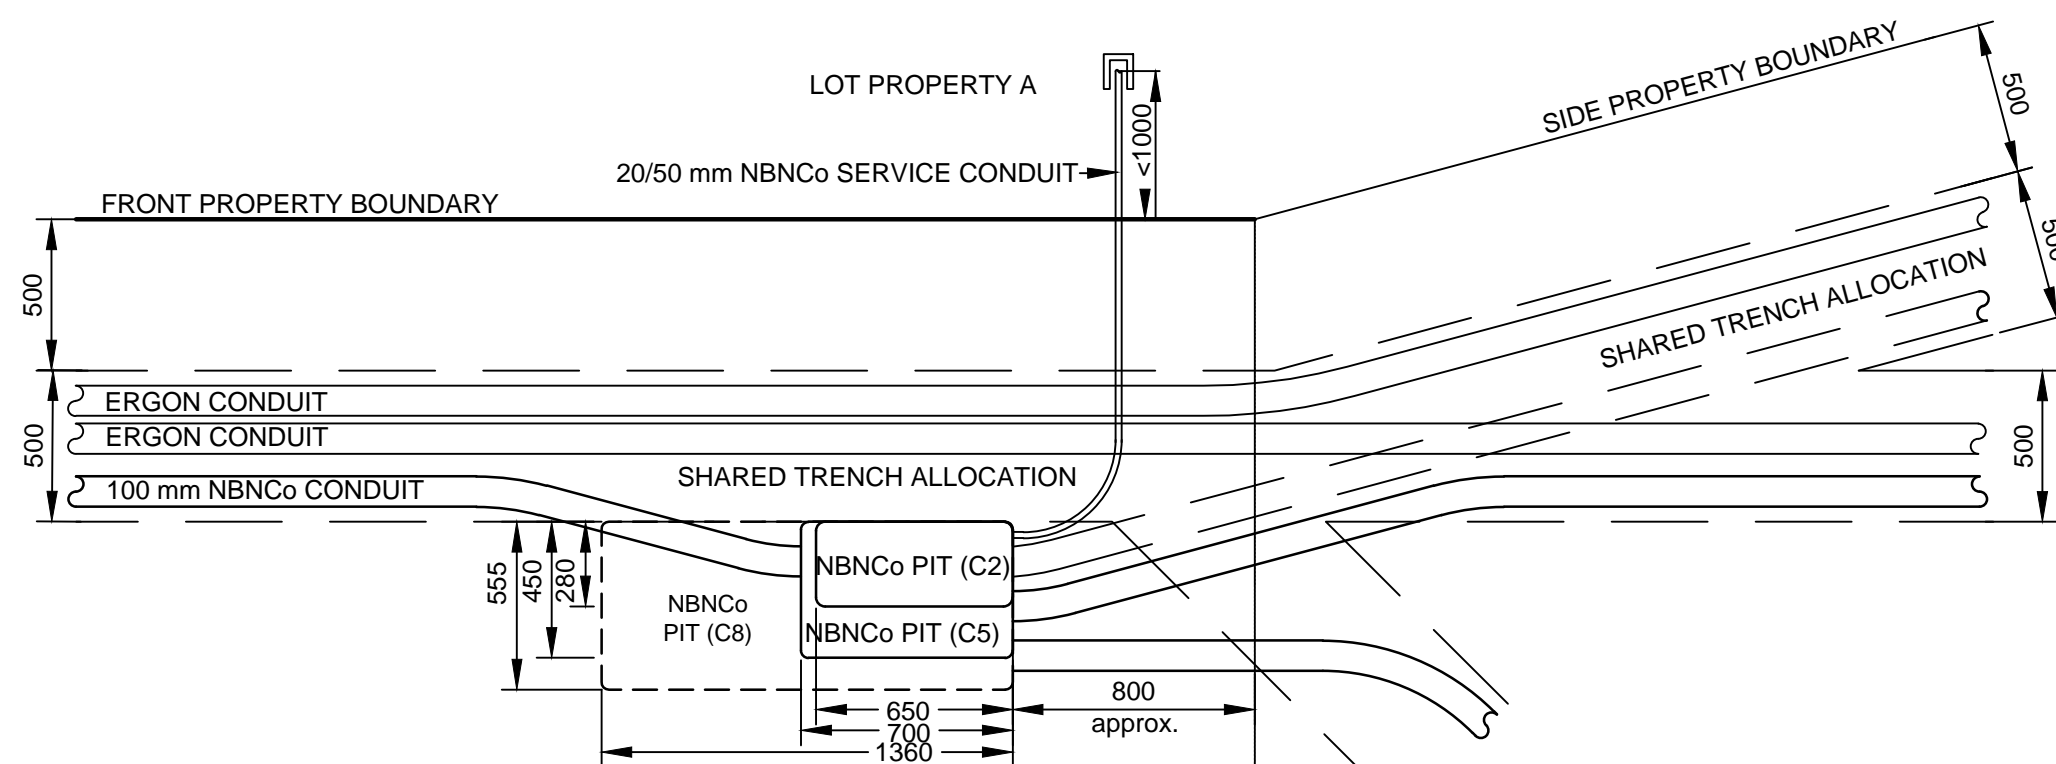 LOT PROPERTY A
<1000
SIDE PROPERTY BOUNDARY
500
20/50 mm NBNCo SERVICE CONDUIT
FRONT PROPERTY BOUNDARY
500
500
SHARED TRENCH ALLOCATION
ERGON CONDUIT
ERGON CONDUIT
500
500
100 mm NBNCo CONDUIT
SHARED TRENCH ALLOCATION
NBNCo PIT (C2)
555
450
280
NBNCo
PIT (C8)
NBNCo PIT (C5)
650
700
1360
800
approx.